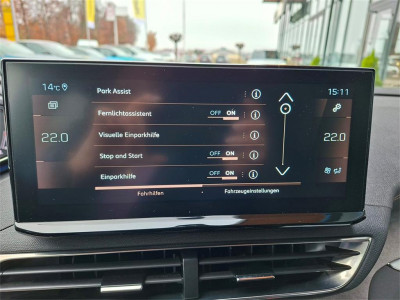 14°C 15:11
Park Assist
Fernlichtassistent OFF ON
Visuelle Einparkhilfe
22.0 22.0
Stop and Start OFF ON
Einparkhilfe OFF ON
Fahrhilfen Fahrzeugeinstellungen